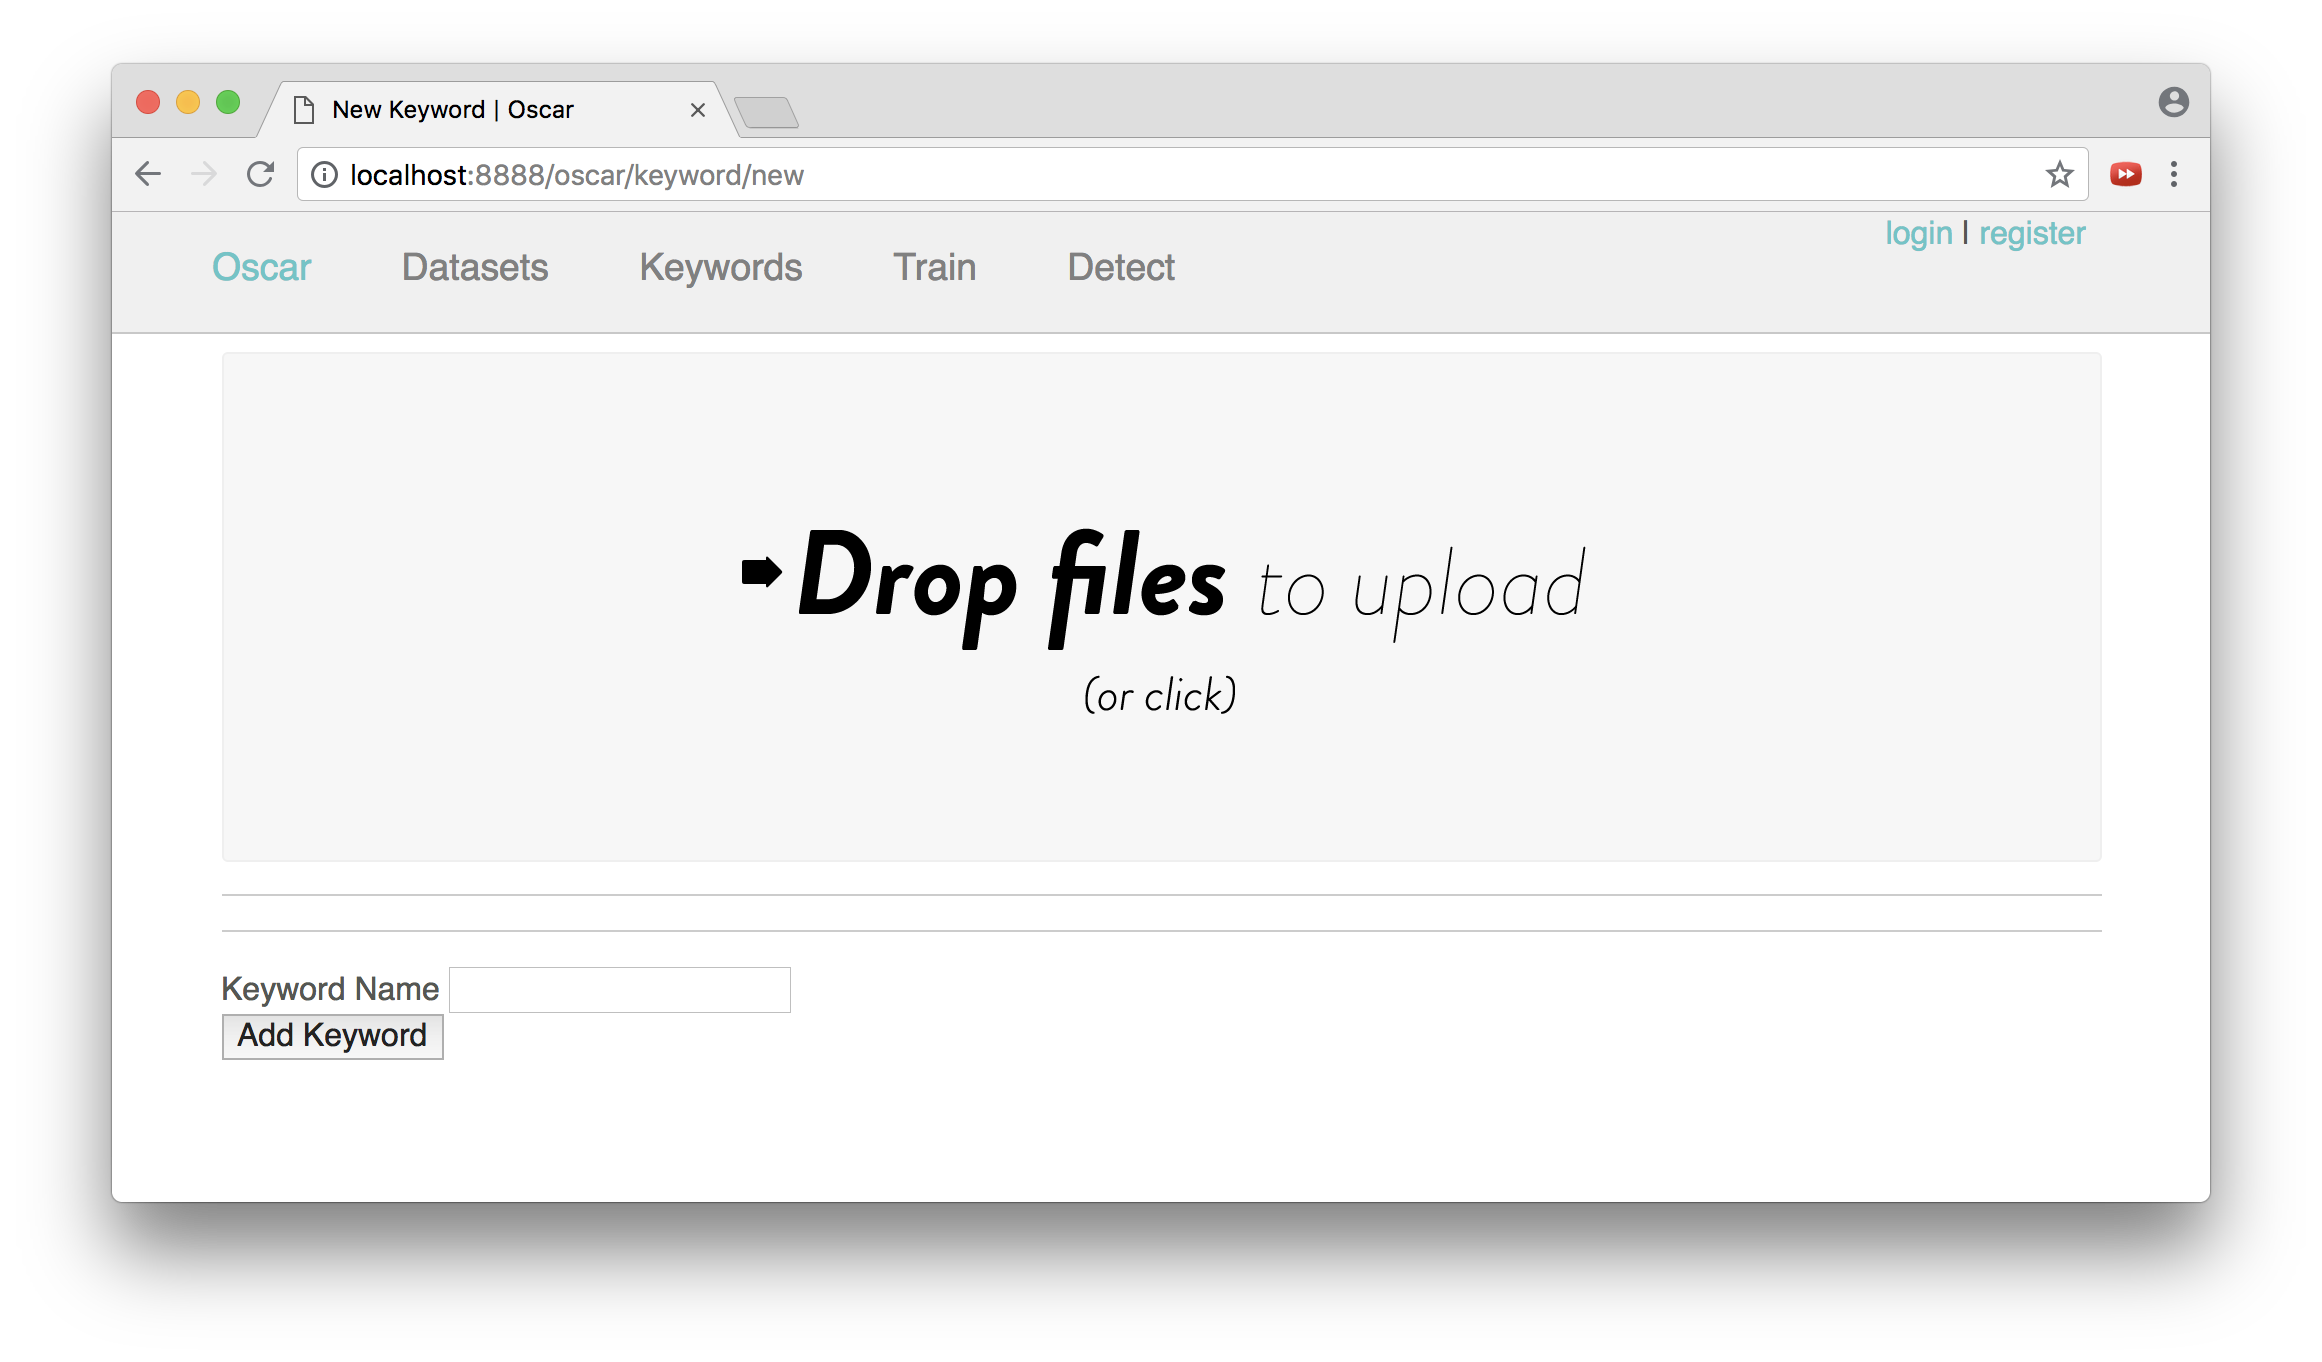 New Keyword | Oscar
localhost:8888/oscar/keyword/new
login | register
Oscar Datasets Keywords Train Detect
Drop files to upload
(or click)
Keyword Name
Add Keyword